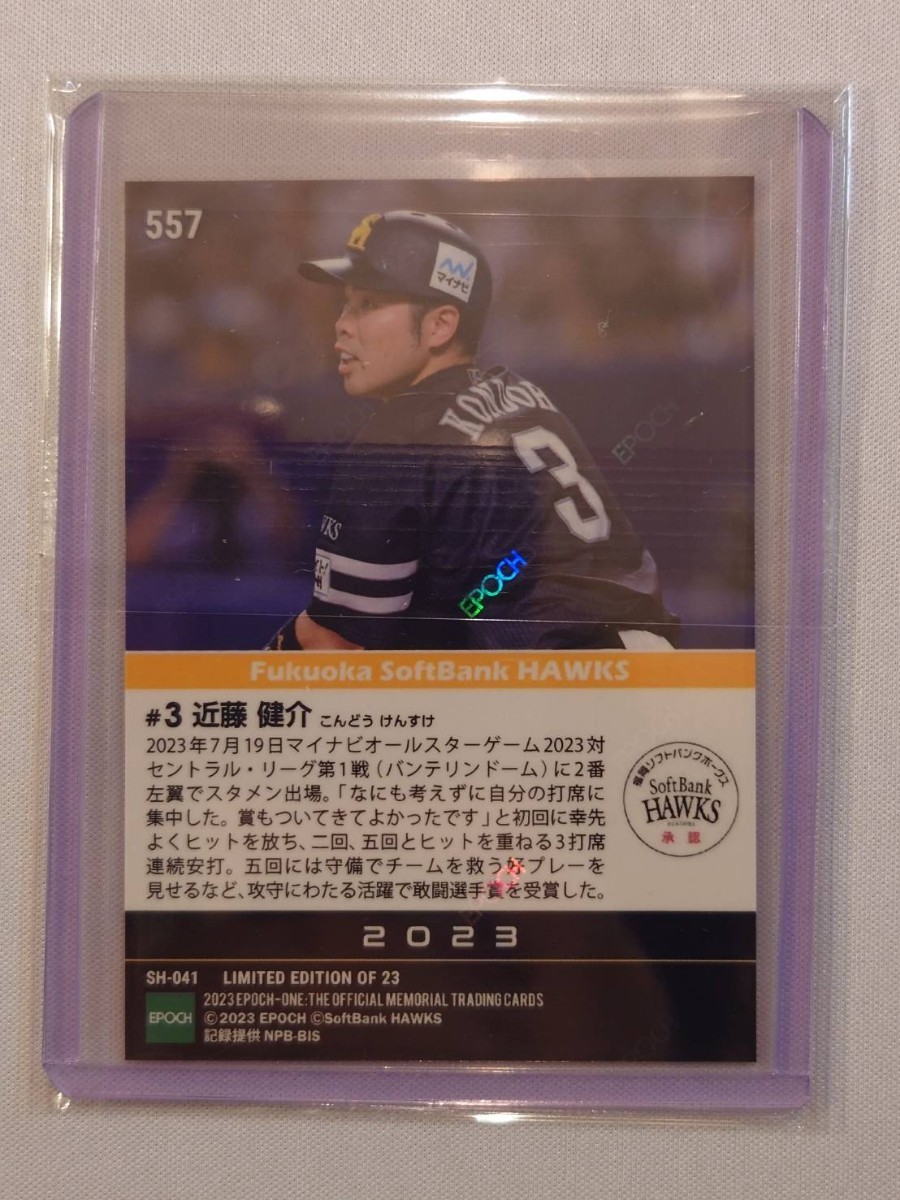 557
マイナビ
KONDOH
3
WKS
EPOCH
EPOCH
Fukuoka SoftBank HAWKS
#3 近藤 健介 こんどう けんすけ
2023年7月19日マイナビオールスターゲーム2023対
セントラル・リーグ第1戦（バンテリンドーム）に2番
左翼でスタメン出場。「なにも考えずに自分の打席に
集中した。賞もついてきてよかったです」と初回に幸先
よくヒットを放ち、二回、五回とヒットを重ねる3打席
連続安打。五回には守備でチームを救う好プレーを
見せるなど、攻守にわたる活躍で敢闘選手賞を受賞した。
福岡ソフトバンクホークス
SoftBank
HAWKS
承認
2023
SH-041 LIMITED EDITION OF 23
EPOCH
2023 EPOCH-ONE:THE OFFICIAL MEMORIAL TRADING CARDS
©2023 EPOCH ©SoftBank HAWKS
記録提供 NPB-BIS